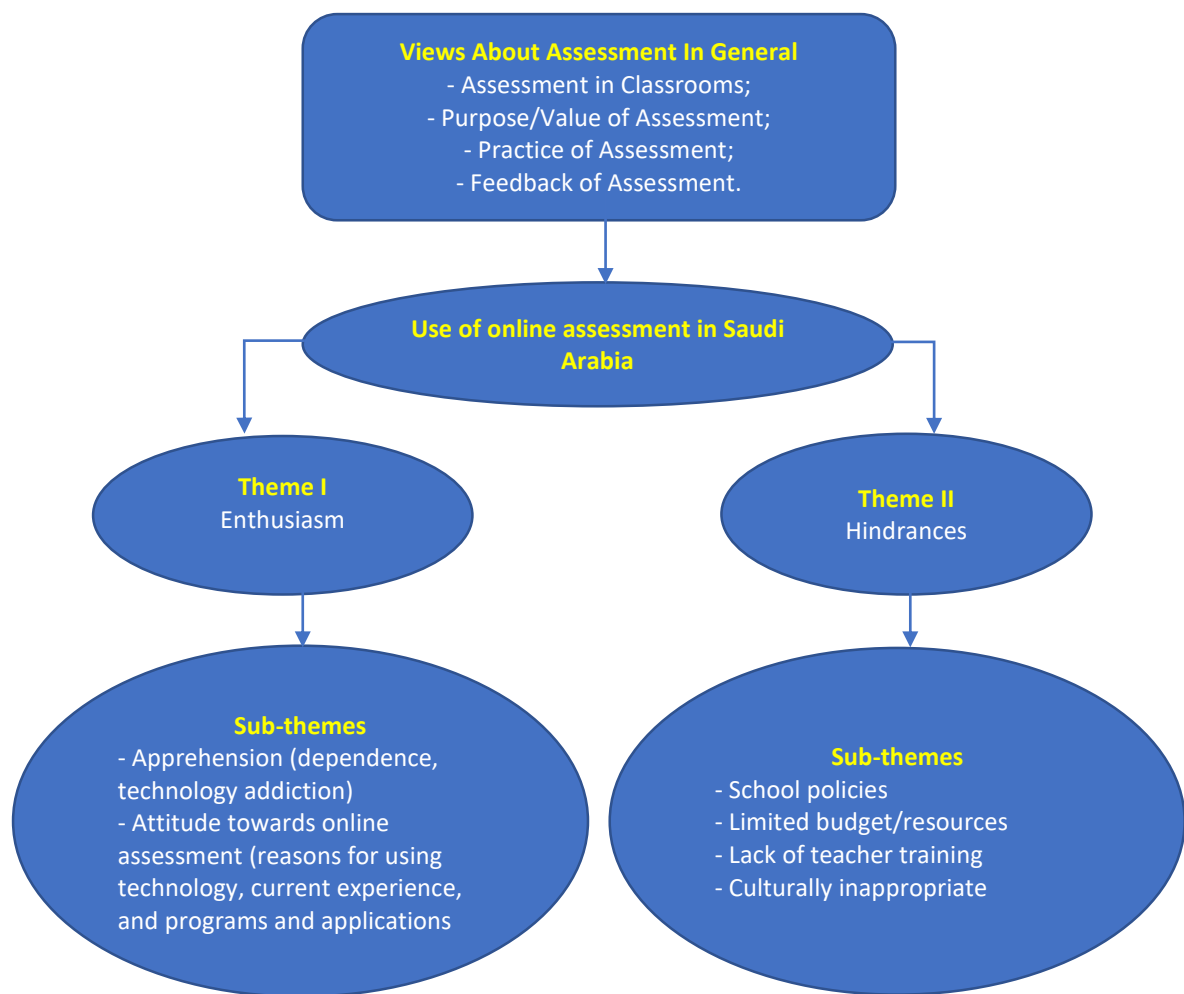 Views About Assessment In General
- Assessment in Classrooms;
- Purpose/Value of Assessment;
- Practice of Assessment;
- Feedback of Assessment.
Use of online assessment in Saudi
Arabia
Theme I
Enthusiasm
Theme II
Hindrances
Sub-themes
- Apprehension (dependence,
technology addiction)
- Attitude towards online
assessment (reasons for using
technology, current experience,
and programs and applications
Sub-themes
- School policies
- Limited budget/resources
- Lack of teacher training
- Culturally inappropriate